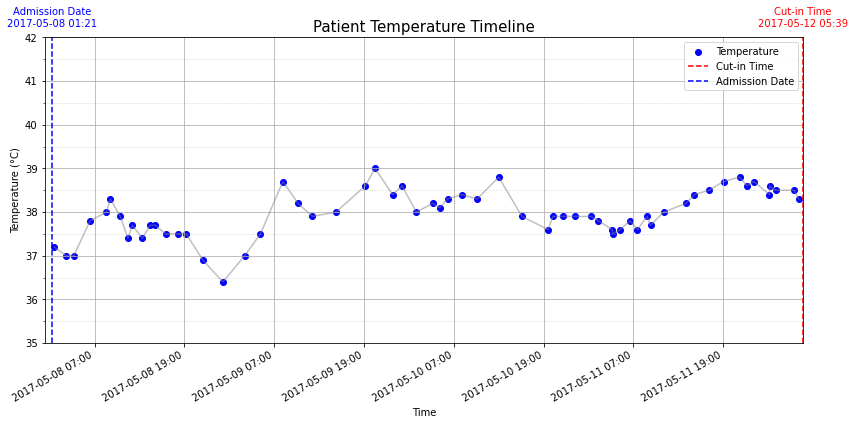 Admission Date
2017-05-08 01:21
Cut-in Time
2017-05-12 05:39
Patient Temperature Timeline
Temperature
Cut-in Time
Admission Date
Temperature (°C)
42
41
40
39
38
37
36
35
2017-05-08 07:00
2017-05-08 19:00
2017-05-09 07:00
2017-05-09 19:00
2017-05-10 07:00
2017-05-10 19:00
2017-05-11 07:00
2017-05-11 19:00
Time